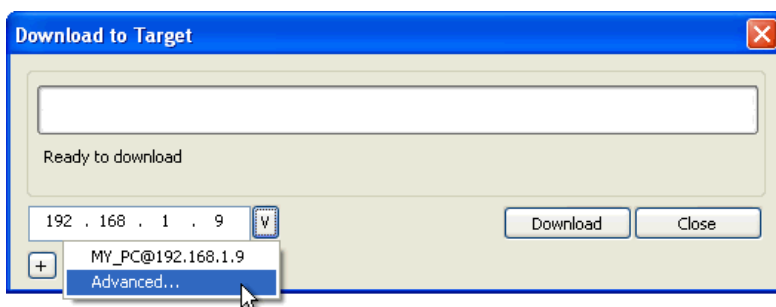 Download to Target
Ready to download
192 . 168 . 1 . 9 V
Download
Close
MY_PC@192.168.1.9
+
Advanced...